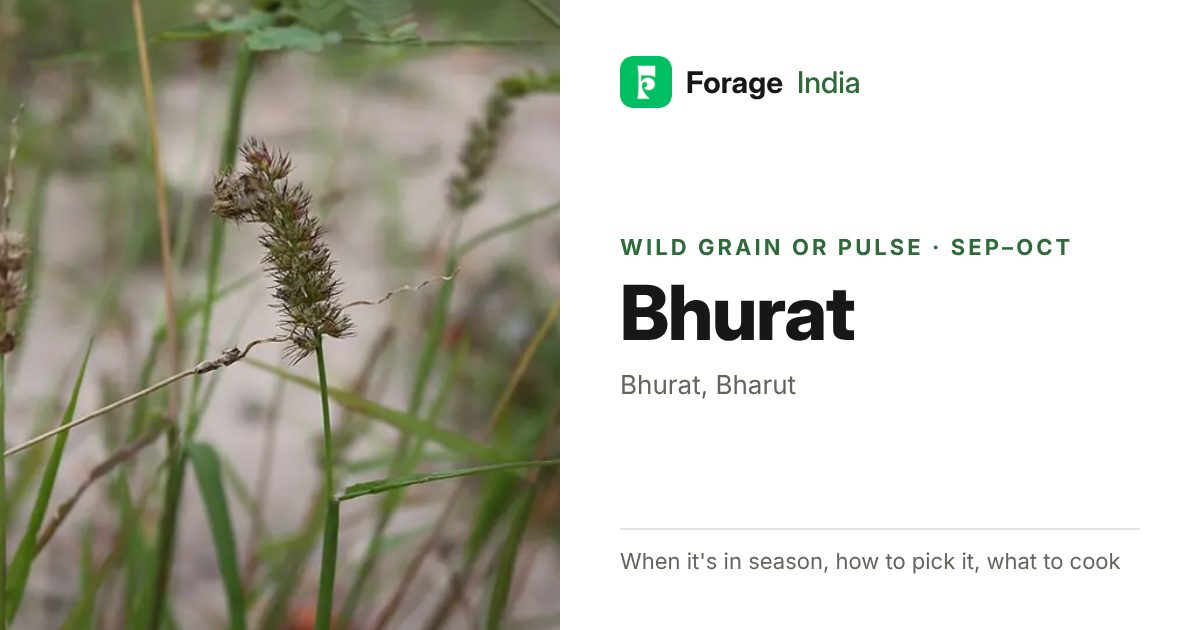 Forage India
WILD GRAIN OR PULSE · SEP–OCT
Bhurat
Bhurat, Bharut
When it's in season, how to pick it, what to cook